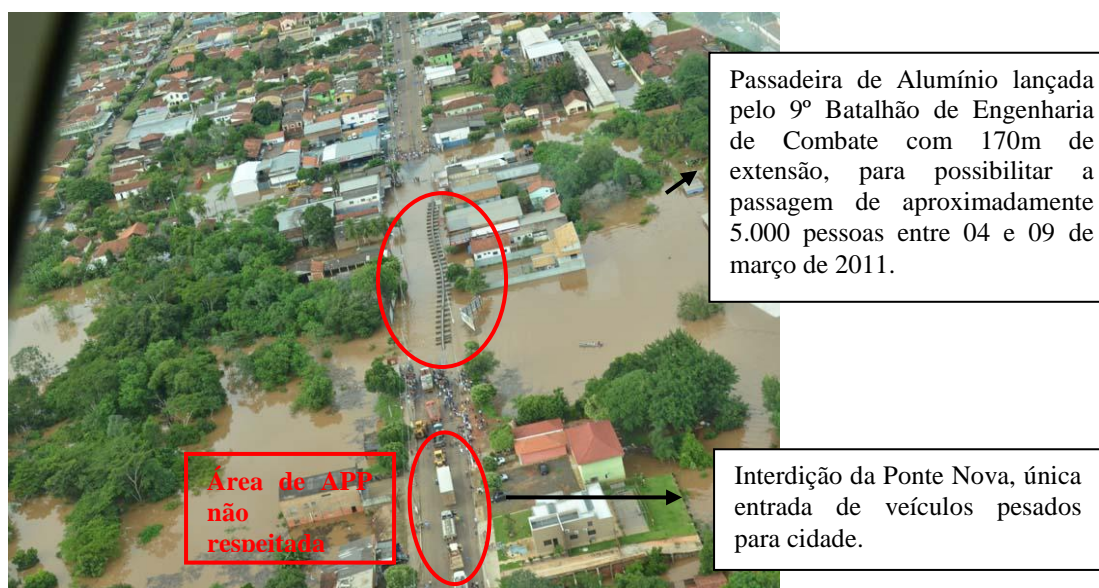 Passadeira de Alumínio lançada
pelo 9º Batalhão de Engenharia
de Combate com 170m de
extensão, para possibilitar a
passagem de aproximadamente
5.000 pessoas entre 04 e 09 de
março de 2011.
Área de APP
não
respeitada
Interdição da Ponte Nova, única
entrada de veículos pesados
para cidade.